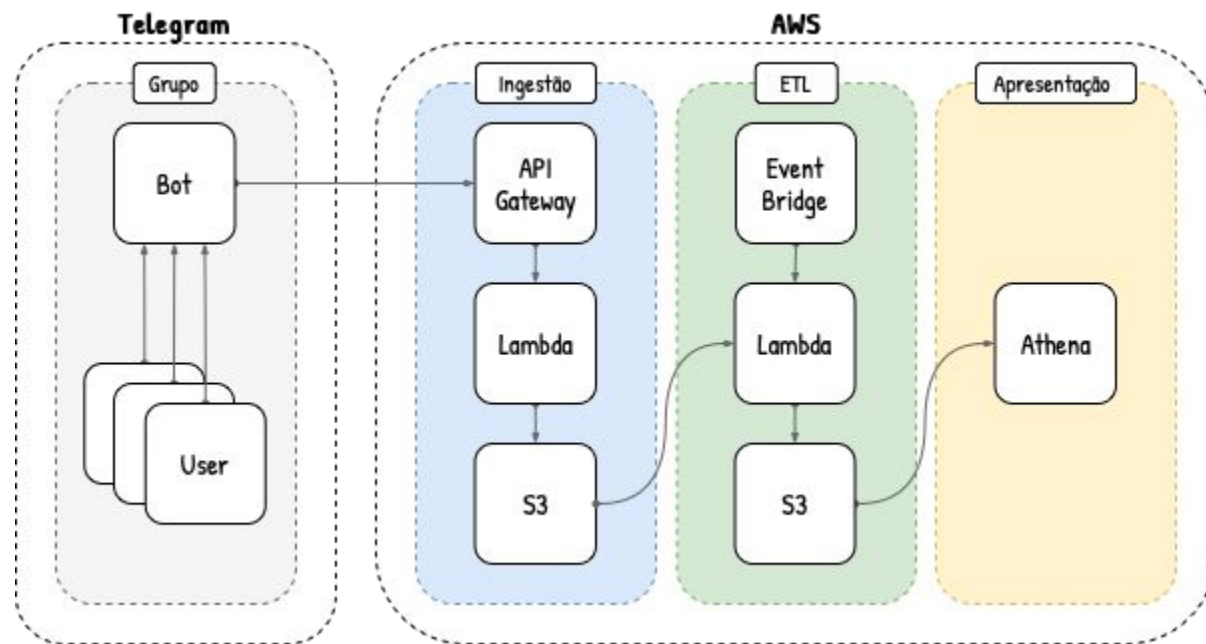 Telegram
AWS
Grupo
Ingestão
ETL
Apresentação
Bot
API
Gateway
Event
Bridge
Lambda
Lambda
Athena
User
S3
S3